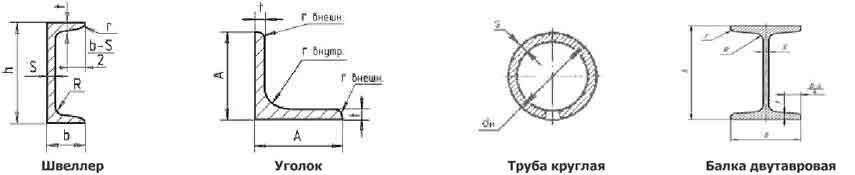 t
r
h
S
b-S
2
R
b
Швеллер
t
r внешн.
A
r внутр.
r внешн.
t
A
Уголок
S
dн
Труба круглая
r
R
h
b
Балка двутавровая